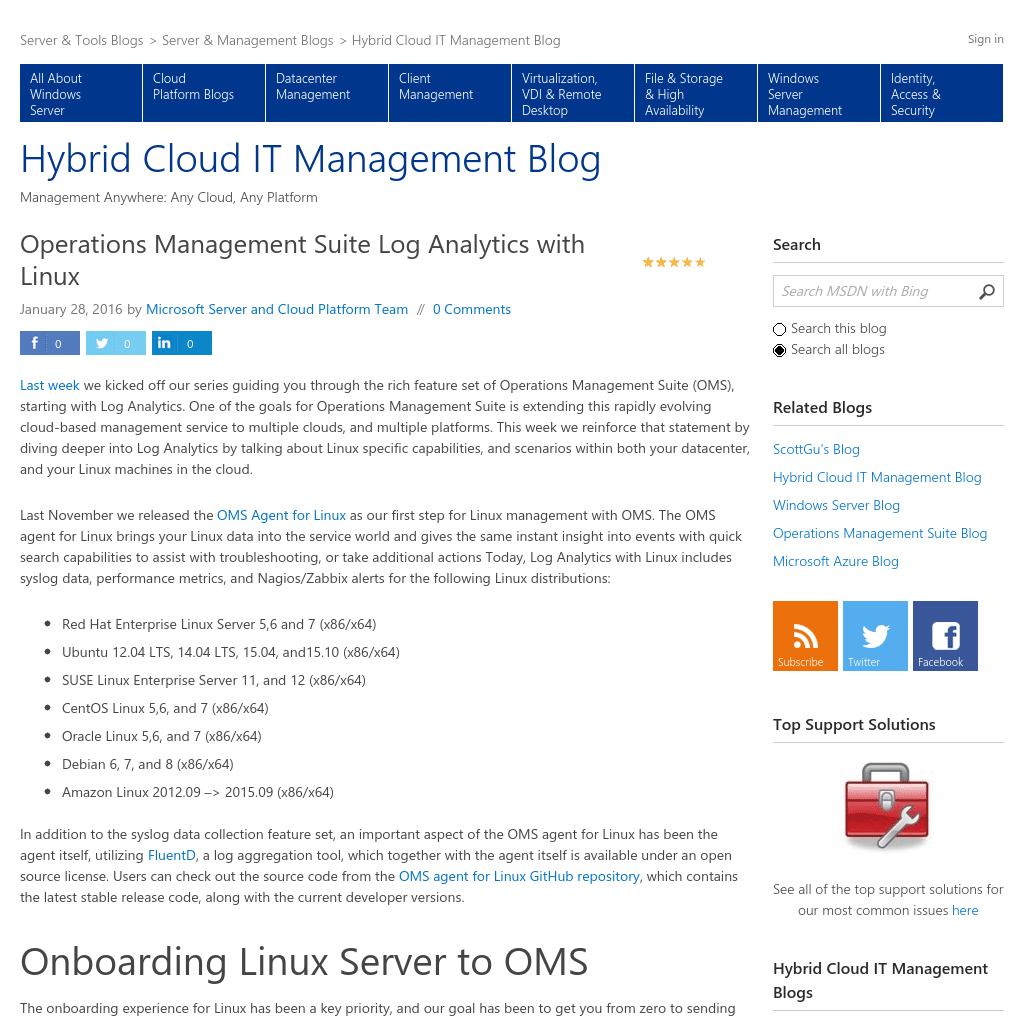 Server & Tools Blogs > Server & Management Blogs > Hybrid Cloud IT Management Blog
Sign in
All About
Windows
Server
Cloud
Platform Blogs
Datacenter
Management
Client
Management
Virtualization,
VDI & Remote
Desktop
File & Storage
& High
Availability
Windows
Server
Management
Identity,
Access &
Security
Hybrid Cloud IT Management Blog
Management Anywhere: Any Cloud, Any Platform
Operations Management Suite Log Analytics with
Linux
January 28, 2016 by Microsoft Server and Cloud Platform Team // 0 Comments
0
0
0
Last week we kicked off our series guiding you through the rich feature set of Operations Management Suite (OMS),
starting with Log Analytics. One of the goals for Operations Management Suite is extending this rapidly evolving
cloud-based management service to multiple clouds, and multiple platforms. This week we reinforce that statement by
diving deeper into Log Analytics by talking about Linux specific capabilities, and scenarios within both your datacenter,
and your Linux machines in the cloud.
Last November we released the OMS Agent for Linux as our first step for Linux management with OMS. The OMS
agent for Linux brings your Linux data into the service world and gives the same instant insight into events with quick
search capabilities to assist with troubleshooting, or take additional actions Today, Log Analytics with Linux includes
syslog data, performance metrics, and Nagios/Zabbix alerts for the following Linux distributions:
Red Hat Enterprise Linux Server 5,6 and 7 (x86/x64)
Ubuntu 12.04 LTS, 14.04 LTS, 15.04, and15.10 (x86/x64)
SUSE Linux Enterprise Server 11, and 12 (x86/x64)
CentOS Linux 5,6, and 7 (x86/x64)
Oracle Linux 5,6, and 7 (x86/x64)
Debian 6, 7, and 8 (x86/x64)
Amazon Linux 2012.09 –> 2015.09 (x86/x64)
In addition to the syslog data collection feature set, an important aspect of the OMS agent for Linux has been the
agent itself, utilizing FluentD, a log aggregation tool, which together with the agent itself is available under an open
source license. Users can check out the source code from the OMS agent for Linux GitHub repository, which contains
the latest stable release code, along with the current developer versions.
Onboarding Linux Server to OMS
The onboarding experience for Linux has been a key priority, and our goal has been to get you from zero to sending
Search
Search MSDN with Bing
Search this blog
Search all blogs
Related Blogs
ScottGu's Blog
Hybrid Cloud IT Management Blog
Windows Server Blog
Operations Management Suite Blog
Microsoft Azure Blog
Subscribe
Twitter
Facebook
Top Support Solutions
See all of the top support solutions for
our most common issues here
Hybrid Cloud IT Management
Blogs